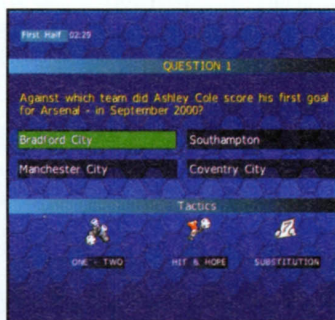 First Half 02:29
QUESTION 1
Against which team did Ashley Cole score his first goal
for Arsenal - in September 2000?
Bradford City Southampton
Manchester City Coventry City
Tactics
ONE - TWO HIT & HOPE SUBSTITUTION